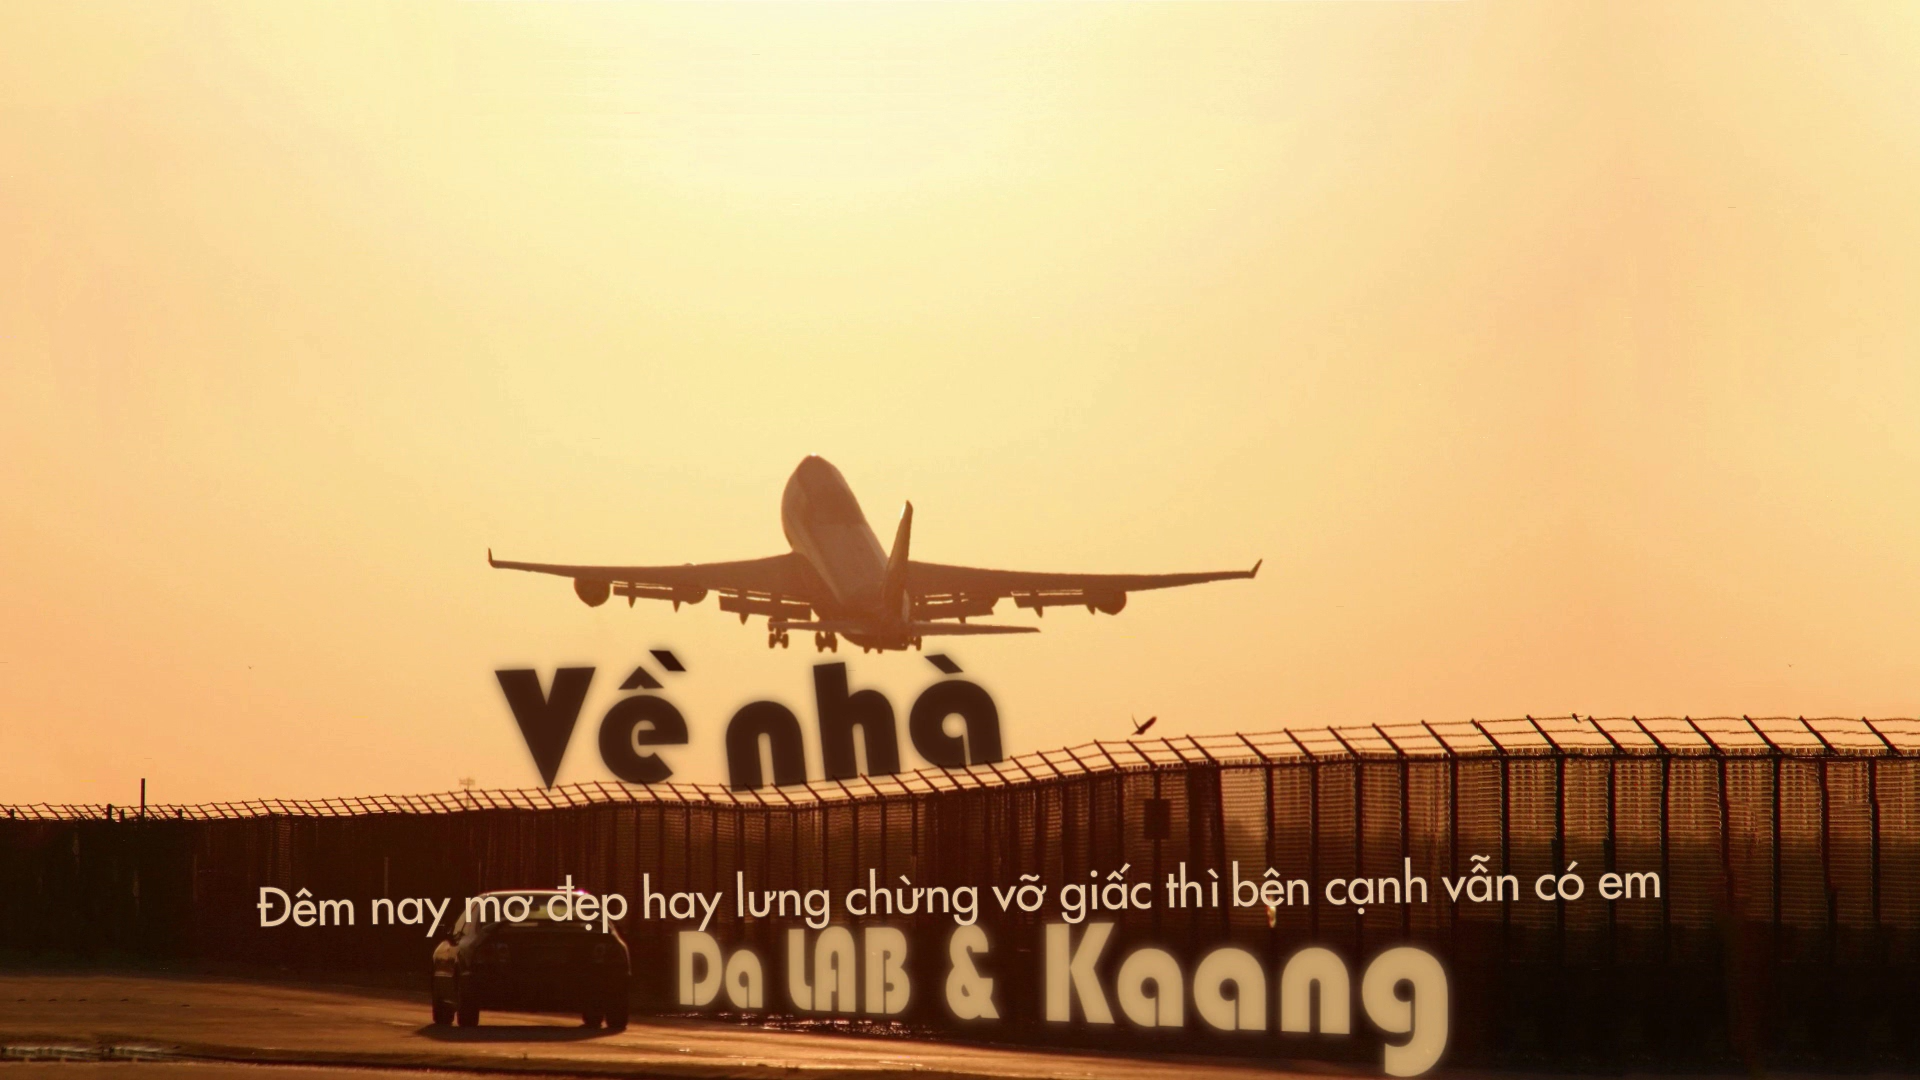 Về nhà
Đêm nay mơ đẹp hay lưng chừng vỡ giấc thì bên cạnh vẫn có em
Da LAB & Kaang